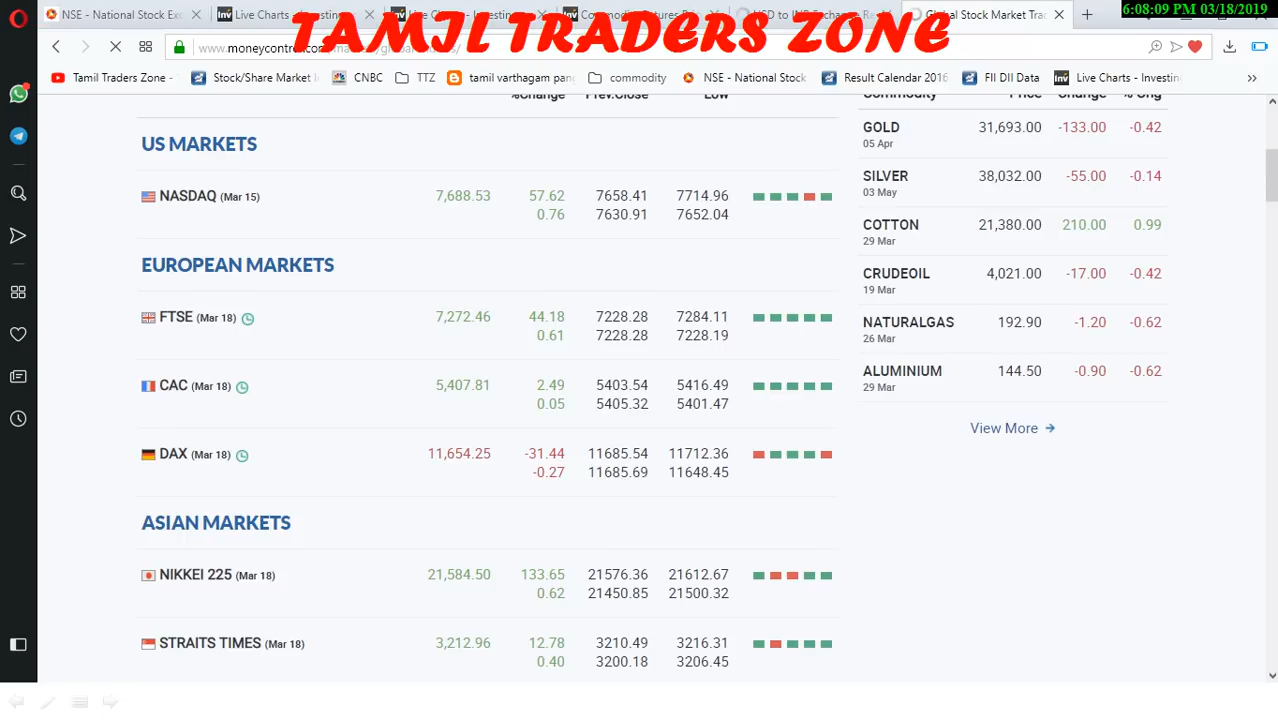 6:08:09 PM 03/18/2019
TAMIL TRADERS ZONE
NSE - National Stock Exc
Live Charts - Investing
Commodity Futures Pri
USD to INR Exchange Ra
Global Stock Market Trad
www.moneycontrol.com
Tamil Traders Zone -
Stock/Share Market I
CNBC
TTZ
tamil varthagam pan
commodity
NSE - National Stock
Result Calendar 2016
FII DII Data
Live Charts - Investin
%Change Prev.Close Low
US MARKETS
NASDAQ (Mar 15) 7,688.53 57.62 7658.41 7714.96
0.76 7630.91 7652.04
EUROPEAN MARKETS
FTSE (Mar 18) 7,272.46 44.18 7228.28 7284.11
0.61 7228.28 7228.19
CAC (Mar 18) 5,407.81 2.49 5403.54 5416.49
0.05 5405.32 5401.47
DAX (Mar 18) 11,654.25 -31.44 11685.54 11712.36
-0.27 11685.69 11648.45
ASIAN MARKETS
NIKKEI 225 (Mar 18) 21,584.50 133.65 21576.36 21612.67
0.62 21450.85 21500.32
STRAITS TIMES (Mar 18) 3,212.96 12.78 3210.49 3216.31
0.40 3200.18 3206.45
Commodity Price Change % Chg
GOLD 31,693.00 -133.00 -0.42
05 Apr
SILVER 38,032.00 -55.00 -0.14
03 May
COTTON 21,380.00 210.00 0.99
29 Mar
CRUDEOIL 4,021.00 -17.00 -0.42
19 Mar
NATURALGAS 192.90 -1.20 -0.62
26 Mar
ALUMINIUM 144.50 -0.90 -0.62
29 Mar
View More